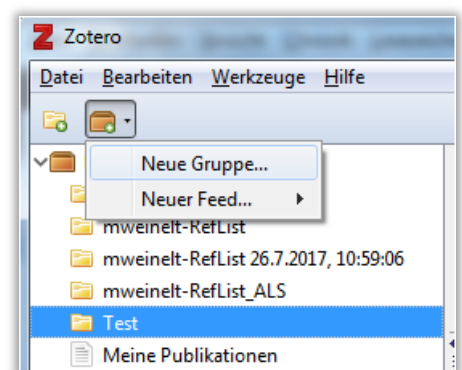 Zotero
Datei Bearbeiten Werkzeuge Hilfe
Neue Gruppe...
Neuer Feed...
mweinelt-RefList
mweinelt-RefList 26.7.2017, 10:59:06
mweinelt-RefList_ALS
Test
Meine Publikationen